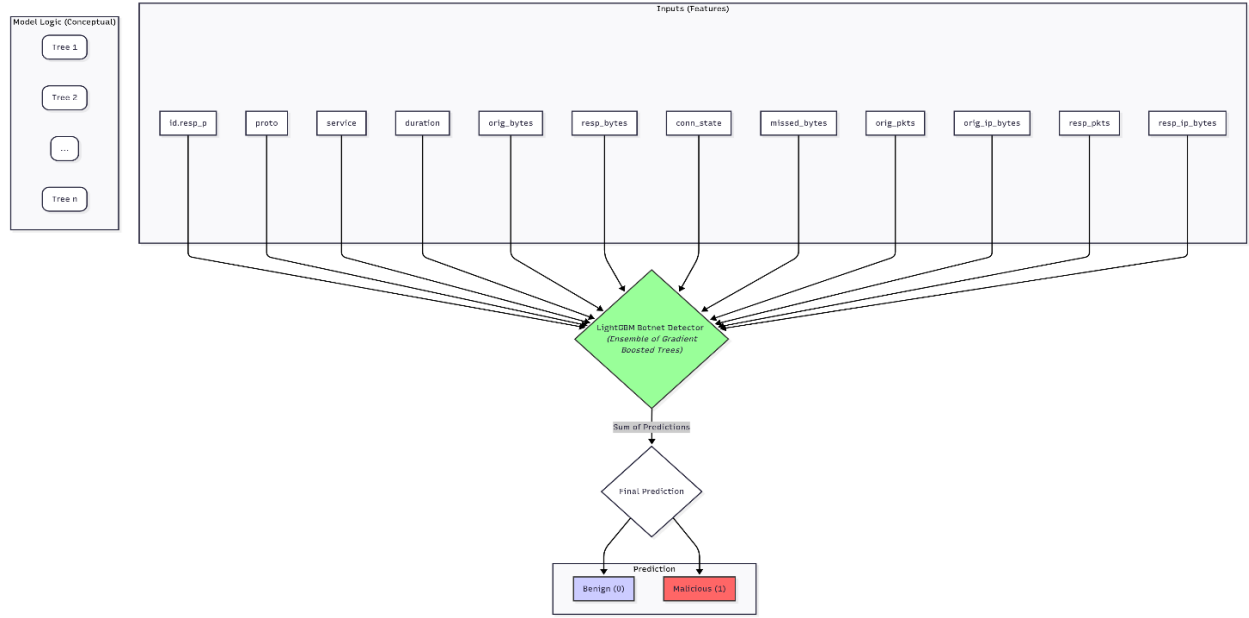 Model Logic (Conceptual)
Tree 1
Tree 2
...
Tree n
Inputs (Features)
id.resp_p
proto
service
duration
orig_bytes
resp_bytes
conn_state
missed_bytes
orig_pkts
orig_ip_bytes
resp_pkts
resp_ip_bytes
LightGBM Botnet Detector
(Ensemble of Gradient
Boosted Trees)
Sum of Predictions
Final Prediction
Prediction
Benign (0)
Malicious (1)